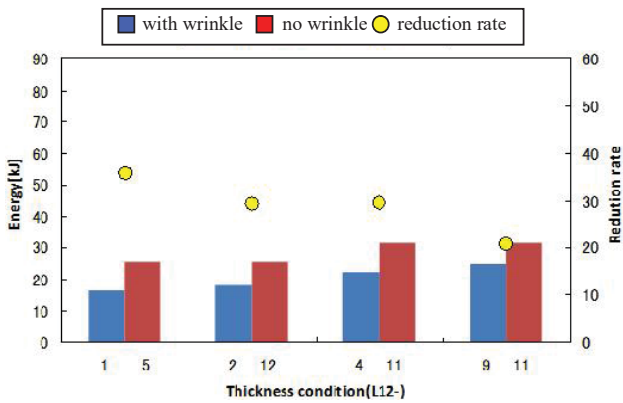 with wrinkle no wrinkle reduction rate
90 60
80
70 50
60 40
50
40 30
30 20
20
10 10
0 0
Energy[kJ]
Redution rate
1 5 2 12 4 11 9 11
Thickness condition(L12-)